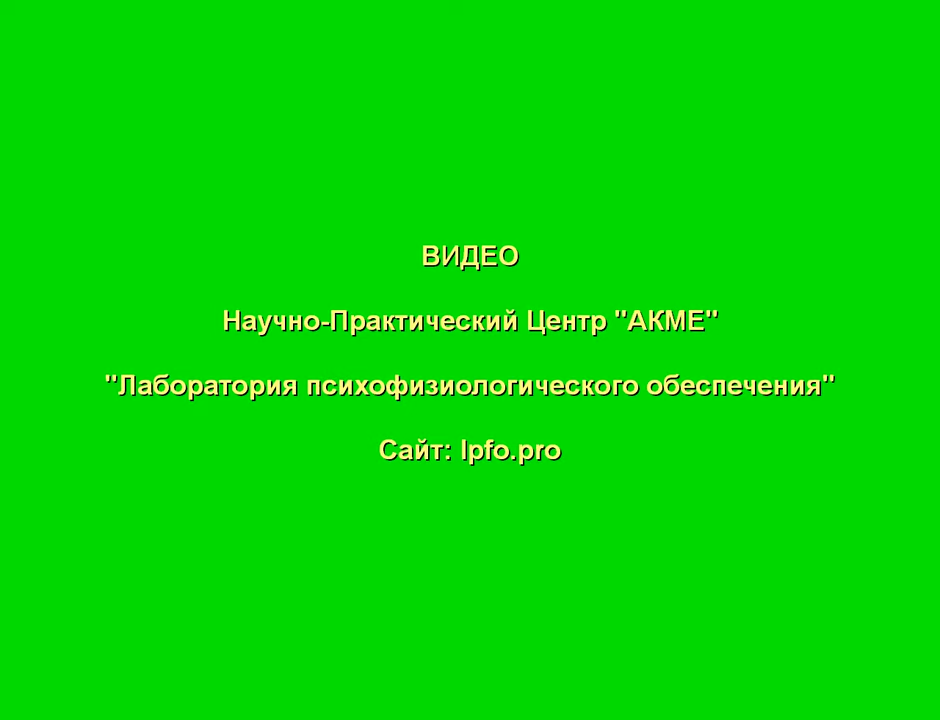 ВИДЕО
Научно-Практический Центр "АКМЕ"
"Лаборатория психофизиологического обеспечения"
Сайт: lpfo.pro